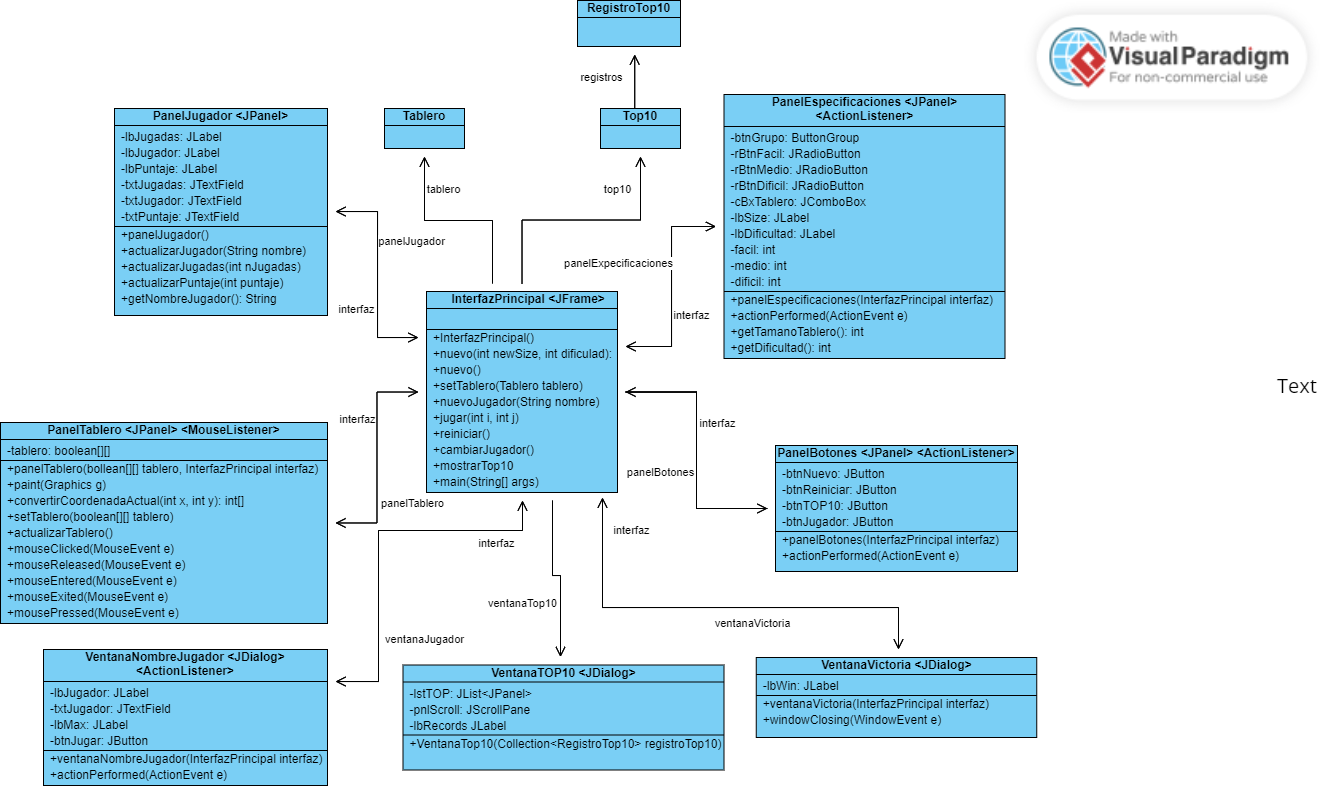 RegistroTop10
registros
Made with
Visual Paradigm
For non-commercial use
PanelJugador <JPanel>
-lbJugadas: JLabel
-lbJugador: JLabel
-lbPuntaje: JLabel
-txtJugadas: JTextField
-txtJugador: JTextField
-txtPuntaje: JTextField
+panelJugador()
+actualizarJugador(String nombre)
+actualizarJugadas(int nJugadas)
+actualizarPuntaje(int puntaje)
+getNombreJugador(): String
Tablero
tablero
Top10
top10
PanelEspecificaciones <JPanel>
<ActionListener>
-btnGrupo: ButtonGroup
-rBtnFacil: JRadioButton
-rBtnMedio: JRadioButton
-rBtnDificil: JRadioButton
-cBxTablero: JComboBox
-lbSize: JLabel
-lbDificultad: JLabel
-facil: int
-medio: int
-dificil: int
+panelEspecificaciones(InterfazPrincipal interfaz)
+actionPerformed(ActionEvent e)
+getTamanoTablero(): int
+getDificultad(): int
panelJugador
interfaz
panelExpecificaciones
interfaz
InterfazPrincipal <JFrame>
+InterfazPrincipal()
+nuevo(int newSize, int dificulad):
+nuevo()
+setTablero(Tablero tablero)
+nuevoJugador(String nombre)
+jugar(int i, int j)
+reiniciar()
+cambiarJugador()
+mostrarTop10
+main(String[] args)
Text
interfaz
panelTablero
PanelTablero <JPanel> <MouseListener>
-tablero: boolean[][]
+panelTablero(bollean[][] tablero, InterfazPrincipal interfaz)
+paint(Graphics g)
+convertirCoordenadaActual(int x, int y): int[]
+setTablero(boolean[][] tablero)
+actualizarTablero()
+mouseClicked(MouseEvent e)
+mouseReleased(MouseEvent e)
+mouseEntered(MouseEvent e)
+mouseExited(MouseEvent e)
+mousePressed(MouseEvent e)
interfaz
panelBotones
PanelBotones <JPanel> <ActionListener>
-btnNuevo: JButton
-btnReiniciar: JButton
-btnTOP10: JButton
-btnJugador: JButton
+panelBotones(InterfazPrincipal interfaz)
+actionPerformed(ActionEvent e)
interfaz
interfaz
ventanaTop10
ventanaVictoria
ventanaJugador
VentanaNombreJugador <JDialog>
<ActionListener>
-lbJugador: JLabel
-txtJugador: JTextField
-lbMax: JLabel
-btnJugar: JButton
+ventanaNombreJugador(InterfazPrincipal interfaz)
+actionPerformed(ActionEvent e)
VentanaTOP10 <JDialog>
-lstTOP: JList<JPanel>
-pnlScroll: JScrollPane
-lbRecords JLabel
+VentanaTop10(Collection<RegistroTop10> registroTop10)
VentanaVictoria <JDialog>
-lbWin: JLabel
+ventanaVictoria(InterfazPrincipal interfaz)
+windowClosing(WindowEvent e)